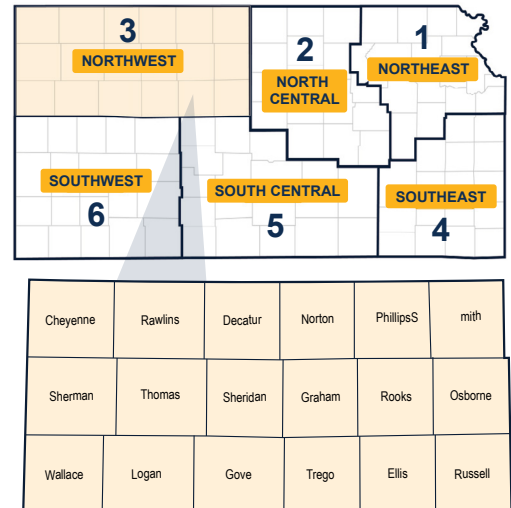 3
NORTHWEST
2
NORTH
CENTRAL
1
NORTHEAST
SOUTHWEST
6
SOUTH CENTRAL
5
SOUTHEAST
4
Cheyenne Rawlins Decatur Norton PhillipsS mith
Sherman Thomas Sheridan Graham Rooks Osborne
Wallace Logan Gove Trego Ellis Russell